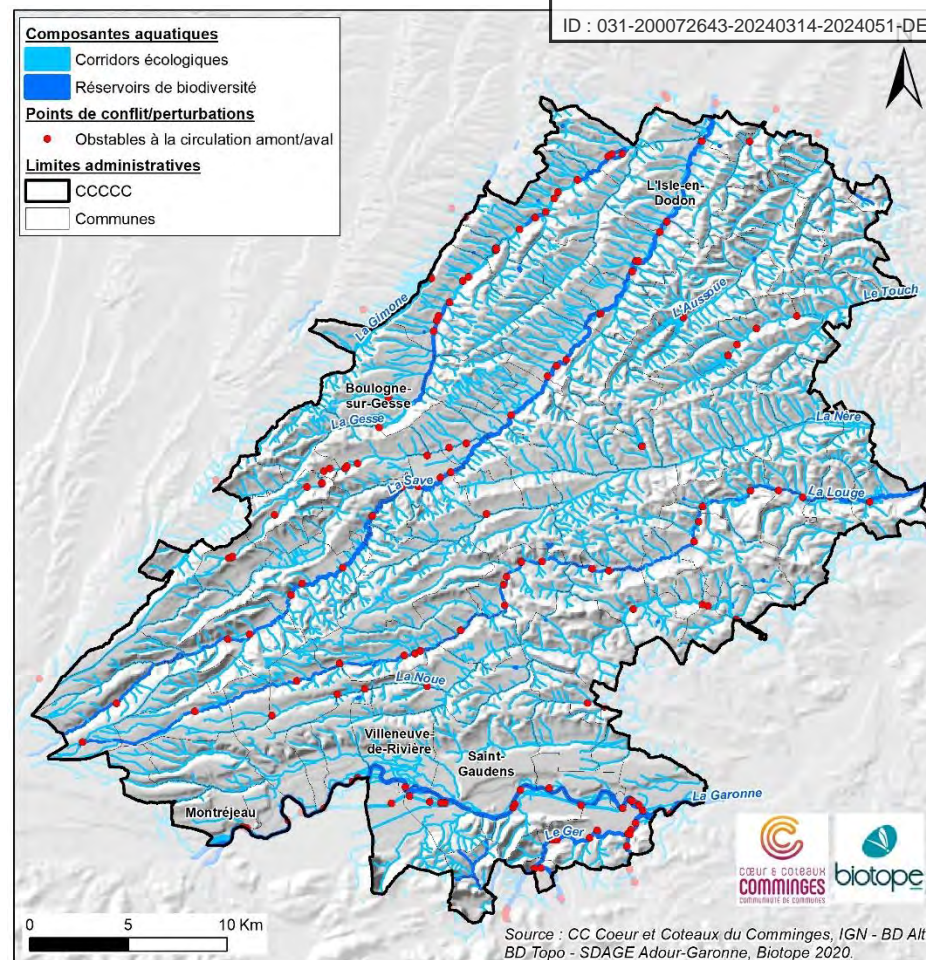 ID : 031-200072643-20240314-2024051-DE
Composantes aquatiques
Corridors écologiques
Réservoirs de biodiversité
Points de conflit/perturbations
Obstables à la circulation amont/aval
Limites administratives
CCCCC
Communes
N
L'Isle-en-
Dodon
La Gimone
L'Aussoue
Le Touch
Boulogne-
sur-Gesse
La Gesse
La Nère
La Save
La Louge
La Noue
Villeneuve-
de-Rivière
Saint-
Gaudens
Montréjeau
La Garonne
Le Ger
CŒUR & COTEAUX
COMMINGES
COMMUNAUTÉ DE COMMUNES
biotope
0 5 10 Km
Source : CC Coeur et Coteaux du Comminges, IGN - BD Alt
BD Topo - SDAGE Adour-Garonne, Biotope 2020.